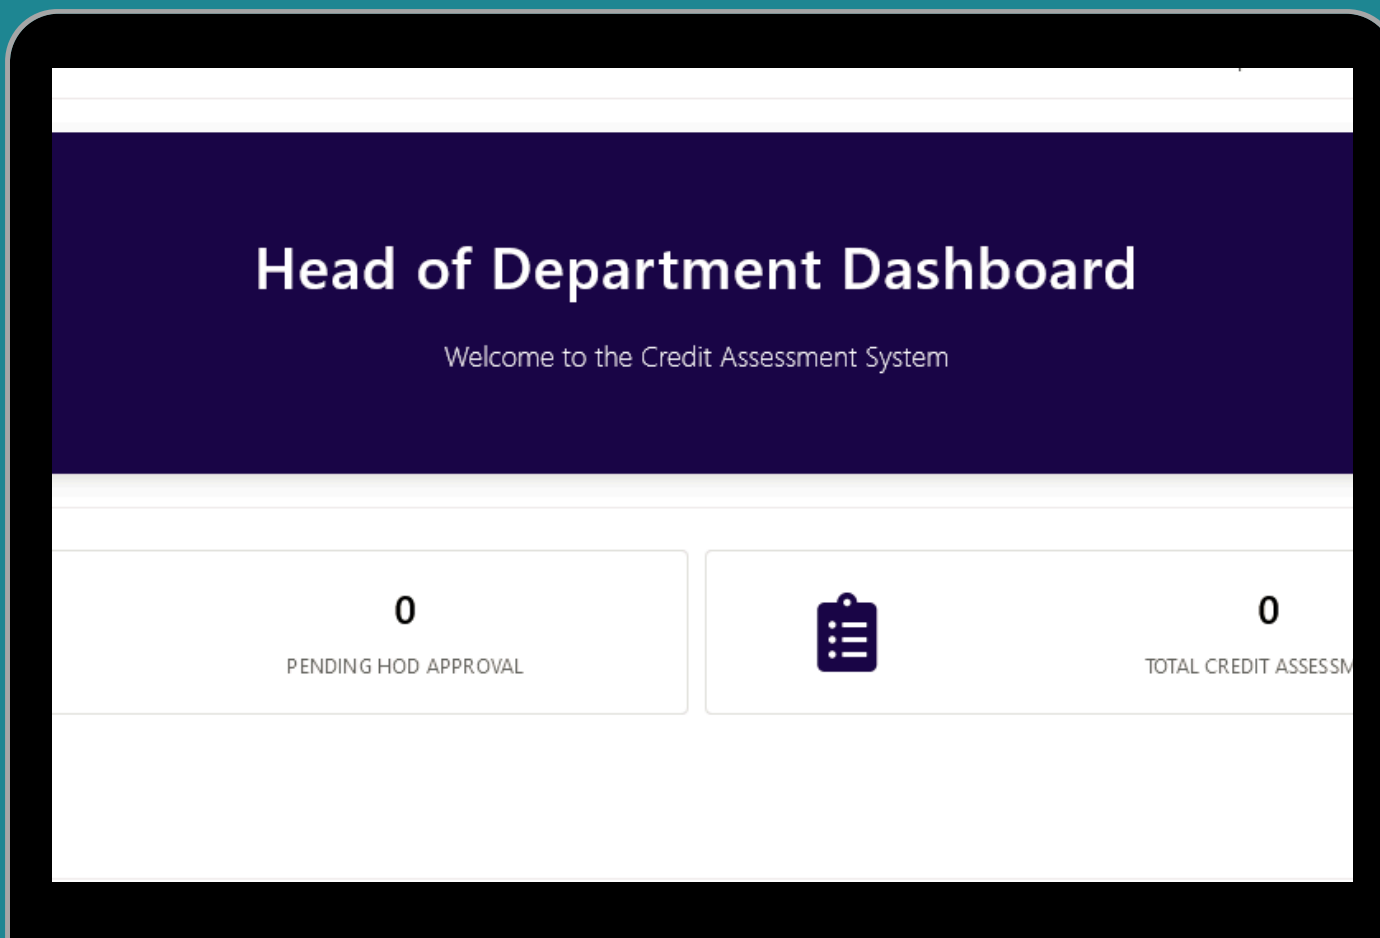 Head of Department Dashboard
Welcome to the Credit Assessment System
0
PENDING HOD APPROVAL
0
TOTAL CREDIT